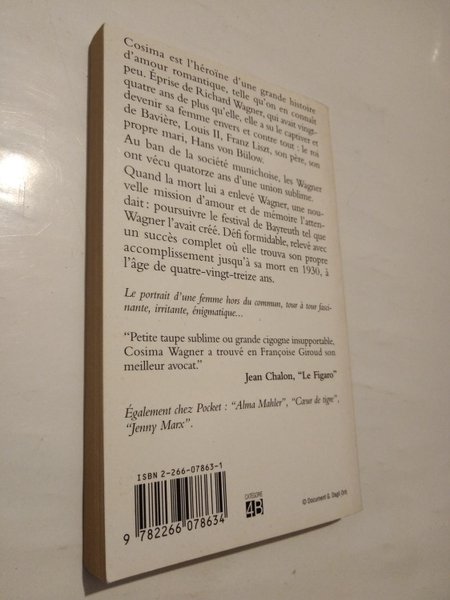 Cosima est l'héroïne d'une grande histoire
d'amour romantique, telle qu'on en connaît
peu. Éprise de Richard Wagner, qui avait vingt-
quatre ans de plus qu'elle, elle a su le captiver et
devenir sa femme envers et contre tout : le roi
de Bavière, Louis II, Franz Liszt, son père, son
propre mari, Hans von Bülow.
Au ban de la société munichoise, les Wagner
ont vécu quatorze ans d'une union sublime.
Quand la mort lui a enlevé Wagner, une nou-
velle mission d'amour et de mémoire l'atten-
dait : poursuivre le festival de Bayreuth tel que
Wagner l'avait créé. Défi formidable, relevé avec
un succès complet où elle trouva son propre
accomplissement jusqu'à sa mort en 1930, à
l'âge de quatre-vingt-treize ans.
Le portrait d'une femme hors du commun, tour à tour fasci-
nante, irritante, énigmatique...
"Petite taupe sublime ou grande cigogne insupportable,
Cosima Wagner a trouvé en Françoise Giroud son
meilleur avocat."
Jean Chalon, "Le Figaro"
Également chez Pocket : "Alma Mahler", "Cœur de tigre",
"Jenny Marx".
ISBN 2-266-07863-1
9 782266 078634
CATÉGORIE
4B
© Document G. Dagli Orti